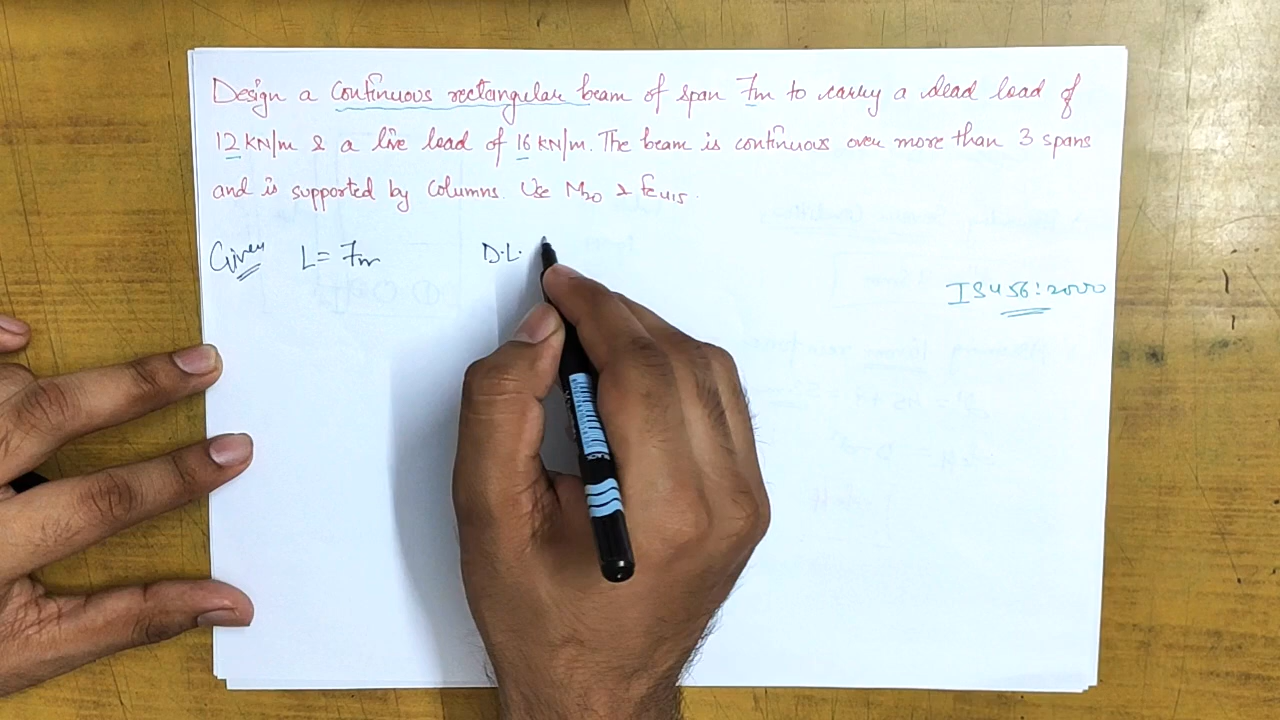 Design a continuous rectangular beam of span 7m to carry a dead load of
12 kN/m & a live load of 16 kN/m. The beam is continuous over more than 3 spans
and is supported by columns. Use M20 & Fe415.
Given L = 7m D.L.
IS 456:2000